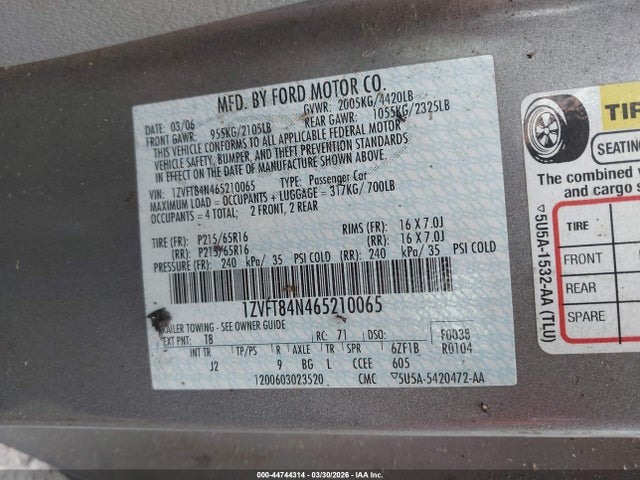 MFD. BY FORD MOTOR CO.
DATE: 03/06 GVWR: 2005KG/4420LB
FRONT GAWR: 955KG/2105LB REAR GAWR: 1055KG/2325LB
THIS VEHICLE CONFORMS TO ALL APPLICABLE FEDERAL MOTOR
VEHICLE SAFETY, BUMPER, AND THEFT PREVENTION STANDARDS
IN EFFECT ON THE DATE OF MANUFACTURE SHOWN ABOVE.
VIN: 1ZVFT84N465210065 TYPE: Passenger Car
MAXIMUM LOAD = OCCUPANTS + LUGGAGE = 317KG/700LB
OCCUPANTS = 4 TOTAL: 2 FRONT, 2 REAR
TIRE (FR): P215/65R16 RIMS (FR): 16 X 7.0J
(RR): P215/65R16 (RR): 16 X 7.0J
PRESSURE (FR): 240 kPa/ 35 PSI COLD (RR): 240 kPa/ 35 PSI COLD
1ZVFT84N465210065
RAILER TOWING - SEE OWNER GUIDE
EXT PNT: T8 RC: 71 DSO: F0035
INT TR TP/PS R AXLE TR SPR 6ZF1B R0104
J2 9 BG L CCEE 605
1200603023520 CMC ▽5U5A-5420472-AA
TIR
SEATING
The combined
and cargo s
TIRE
FRONT
REAR
SPARE
▽5U5A-1532-AA (TLU)
000-44744314 - 03/30/2026 - IAA, Inc.